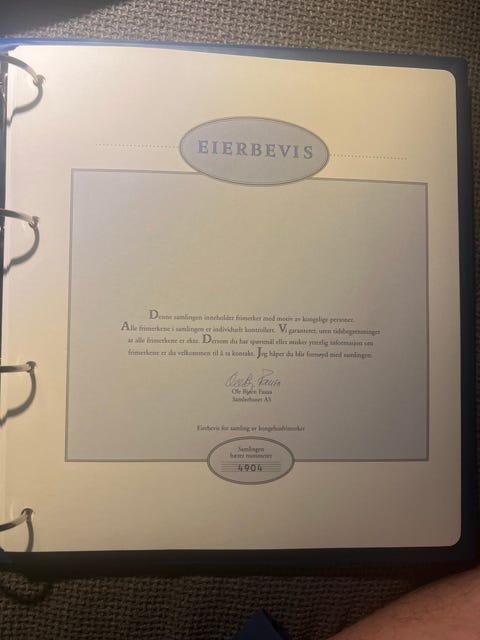 EIERBEVIS
Denne samlingen inneholder frimerker med motiv av kongelige personer.
Alle frimerkene i samlingen er individuelt kontrollert. Vi garanterer, uten tidsbegrensninger
at alle frimerkene er ekte. Dersom du har spørsmål eller ønsker ytterlig informasjon om
frimerkene er du velkommen til å ta kontakt. Jeg håper du blir fornøyd med samlingen.
Ole Bjørn Fausa
Samlerhuset AS
Eierbevis for samling av kongehusfrimerker
Samlingen
bærer nummeret
4904